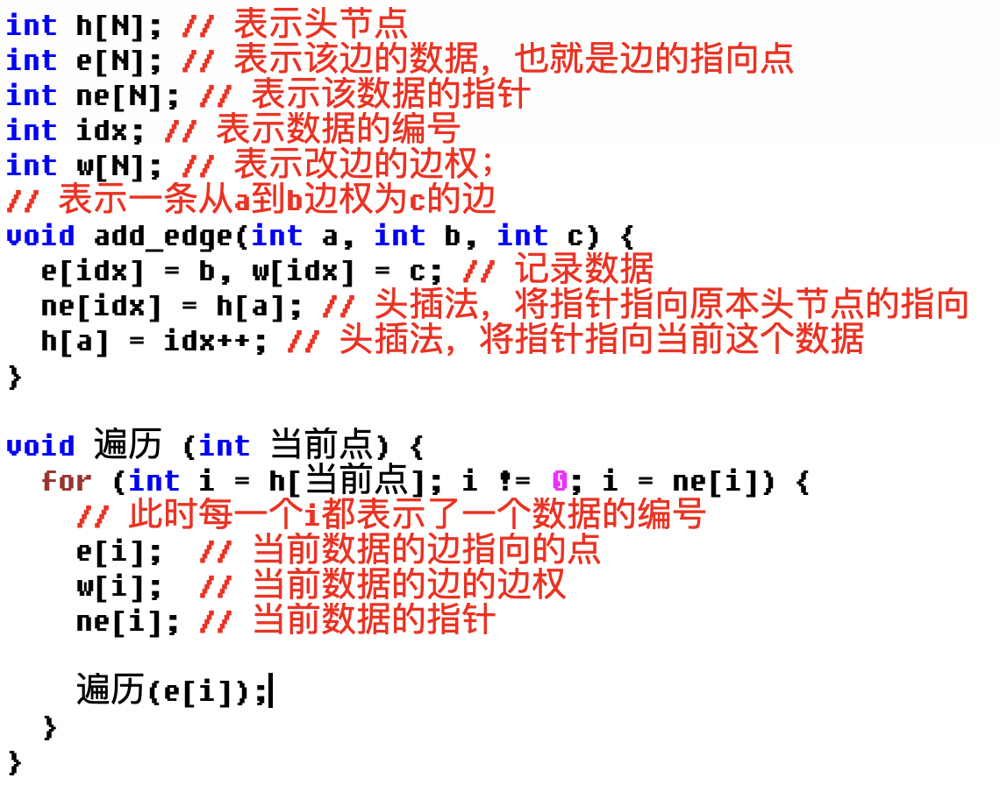 int h[N]; // 表示头节点
int e[N]; // 表示该边的数据，也就是边的指向点
int ne[N]; // 表示该数据的指针
int idx; // 表示数据的编号
int w[N]; // 表示改边的边权；
// 表示一条从a到b边权为c的边
void add_edge(int a, int b, int c) {
  e[idx] = b, w[idx] = c; // 记录数据
  ne[idx] = h[a]; // 头插法，将指针指向原本头节点的指向
  h[a] = idx++; // 头插法，将指针指向当前这个数据
}
void 遍历 (int 当前点) {
  for (int i = h[当前点]; i != 0; i = ne[i]) {
    // 此时每一个i都表示了一个数据的编号
    e[i];  // 当前数据的边指向的点
    w[i];  // 当前数据的边的边权
    ne[i]; // 当前数据的指针
    遍历(e[i]);
  }
}